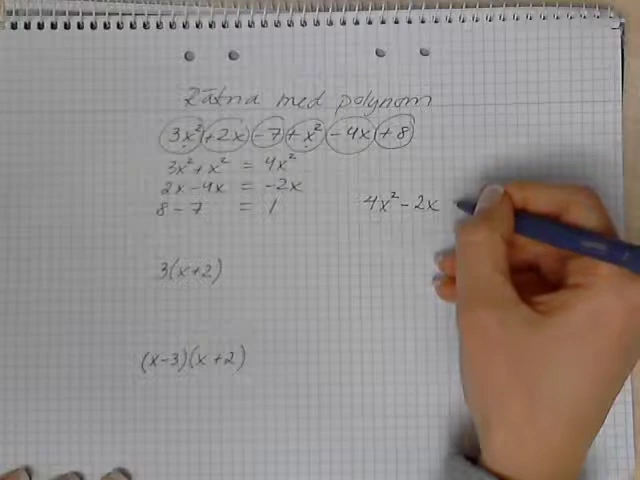 Räkna med polynom
3x² + 2x - 7 + x² - 4x + 8
3x² + x² = 4x²
2x - 4x = -2x
8 - 7 = 1
4x² - 2x
3(x+2)
(x-3)(x+2)